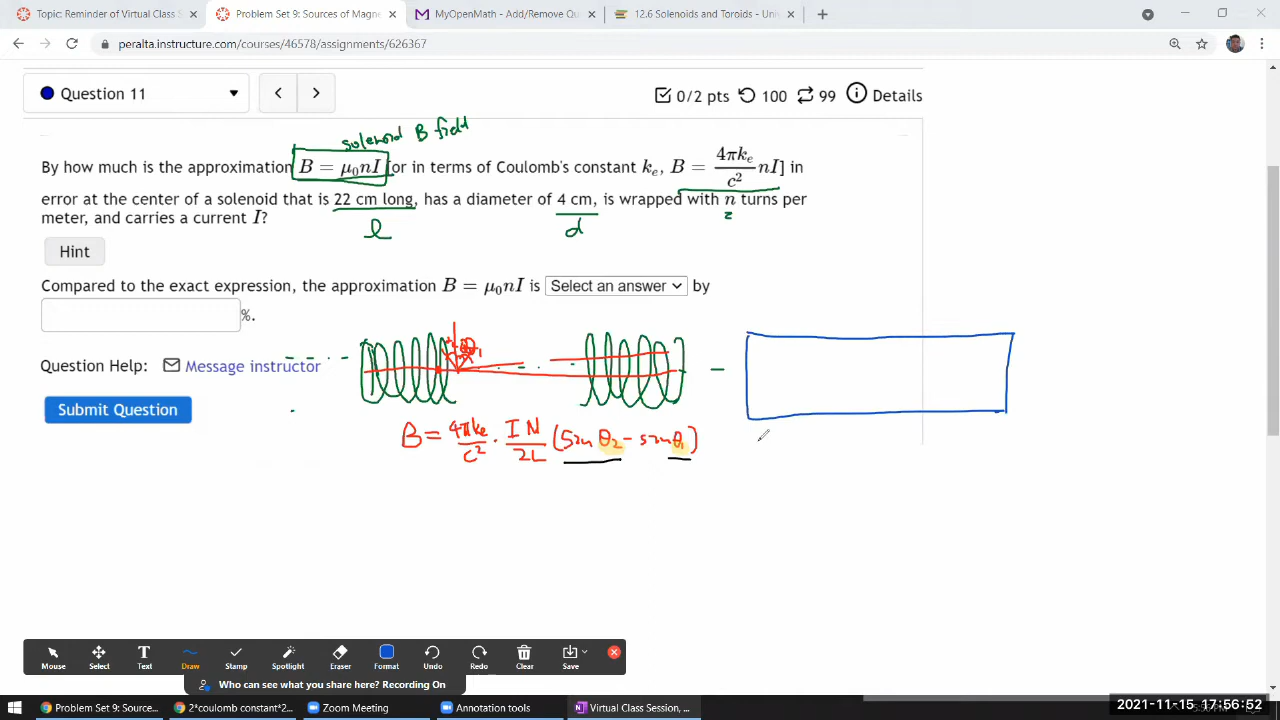 Topic: Reminder of Virtual Class S
Problem Set 9: Sources of Magne
MyOpenMath - Add/Remove Qu
12.6 Solenoids and Toroids - Uni
peralta.instructure.com/courses/46578/assignments/626367
Question 11
0/2 pts 100 99 Details
solenoid B field
By how much is the approximation B = μ₀nI [or in terms of Coulomb's constant kₑ, B = 4πkₑ/c² nI] in
error at the center of a solenoid that is 22 cm long, has a diameter of 4 cm, is wrapped with n turns per
meter, and carries a current I?
l d
Hint
Compared to the exact expression, the approximation B = μ₀nI is Select an answer by
%.
Question Help: Message instructor
Submit Question
B = 4πkₑ/c² · IN/2L (sin θ₂ - sin θ₁)
Mouse Select Text Draw Stamp Spotlight Eraser Format Undo Redo Clear Save
Who can see what you share here? Recording On
Problem Set 9: Source...
2*coulomb constant*2...
Zoom Meeting
Annotation tools
Virtual Class Session, ...
2021-11-15 17:56:52